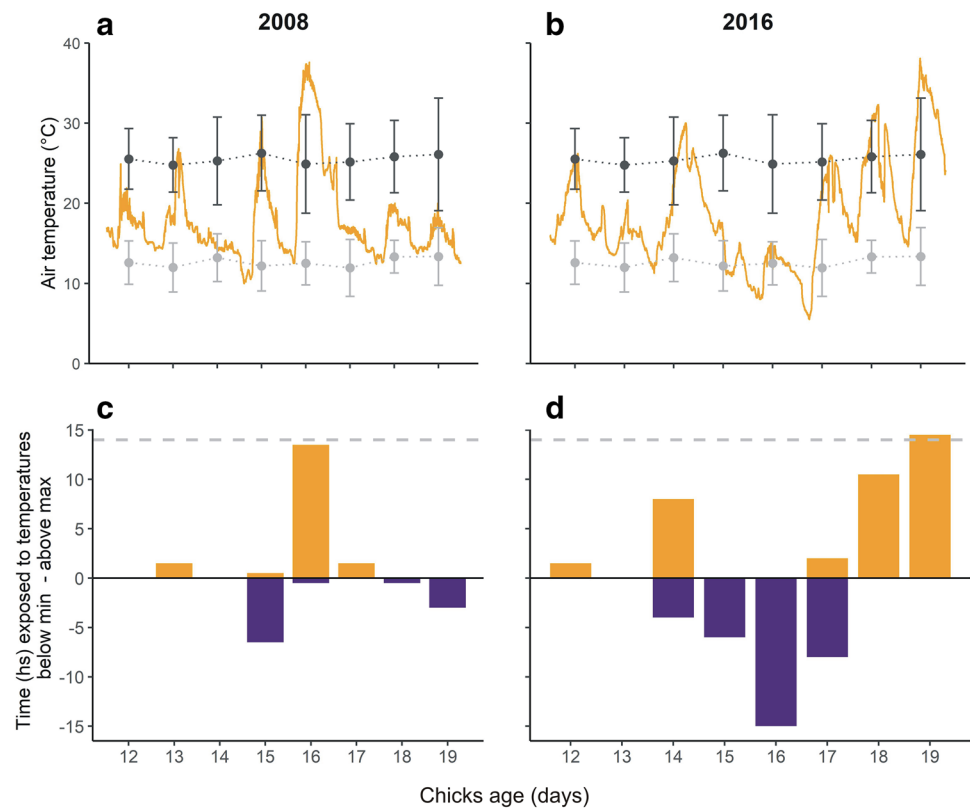 a 2008
b 2016
Air temperature (°C)
40
30
20
10
0
c
d
Time (hs) exposed to temperatures
below min - above max
15
10
5
0
-5
-10
-15
12 13 14 15 16 17 18 19
12 13 14 15 16 17 18 19
Chicks age (days)